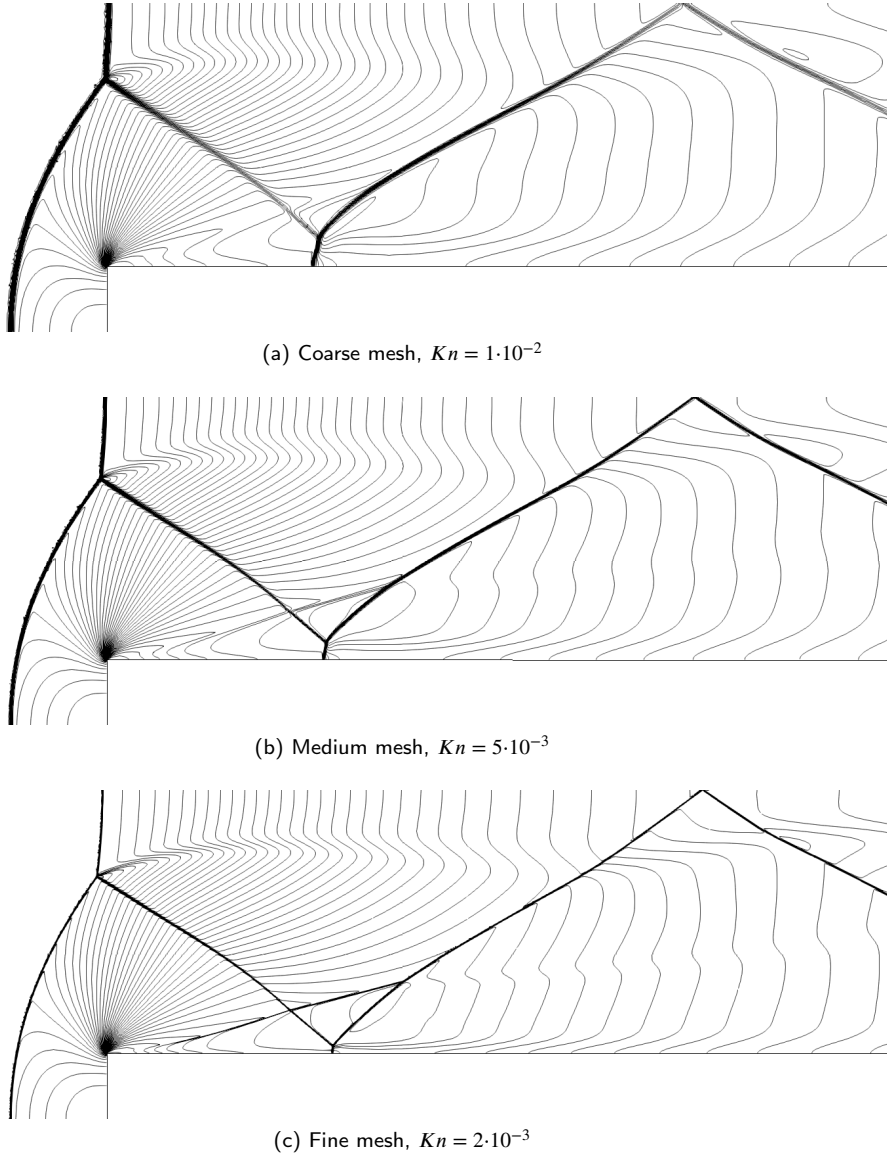 (a) Coarse mesh, Kn = 1·10⁻²
(b) Medium mesh, Kn = 5·10⁻³
(c) Fine mesh, Kn = 2·10⁻³